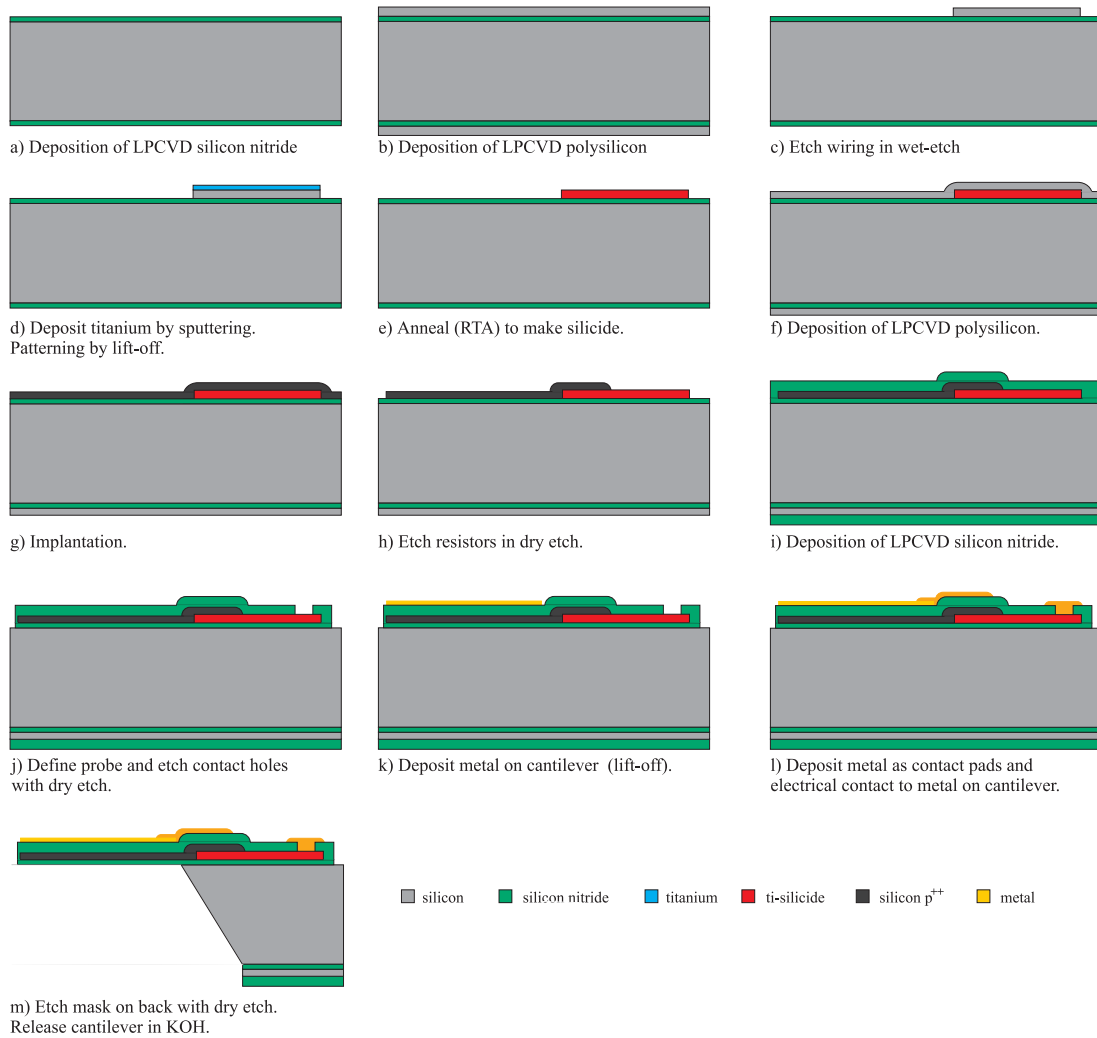 a) Deposition of LPCVD silicon nitride
b) Deposition of LPCVD polysilicon
c) Etch wiring in wet-etch
d) Deposit titanium by sputtering.
Patterning by lift-off.
e) Anneal (RTA) to make silicide.
f) Deposition of LPCVD polysilicon.
g) Implantation.
h) Etch resistors in dry etch.
i) Deposition of LPCVD silicon nitride.
j) Define probe and etch contact holes
with dry etch.
k) Deposit metal on cantilever (lift-off).
l) Deposit metal as contact pads and
electrical contact to metal on cantilever.
silicon silicon nitride titanium ti-silicide silicon p++ metal
m) Etch mask on back with dry etch.
Release cantilever in KOH.